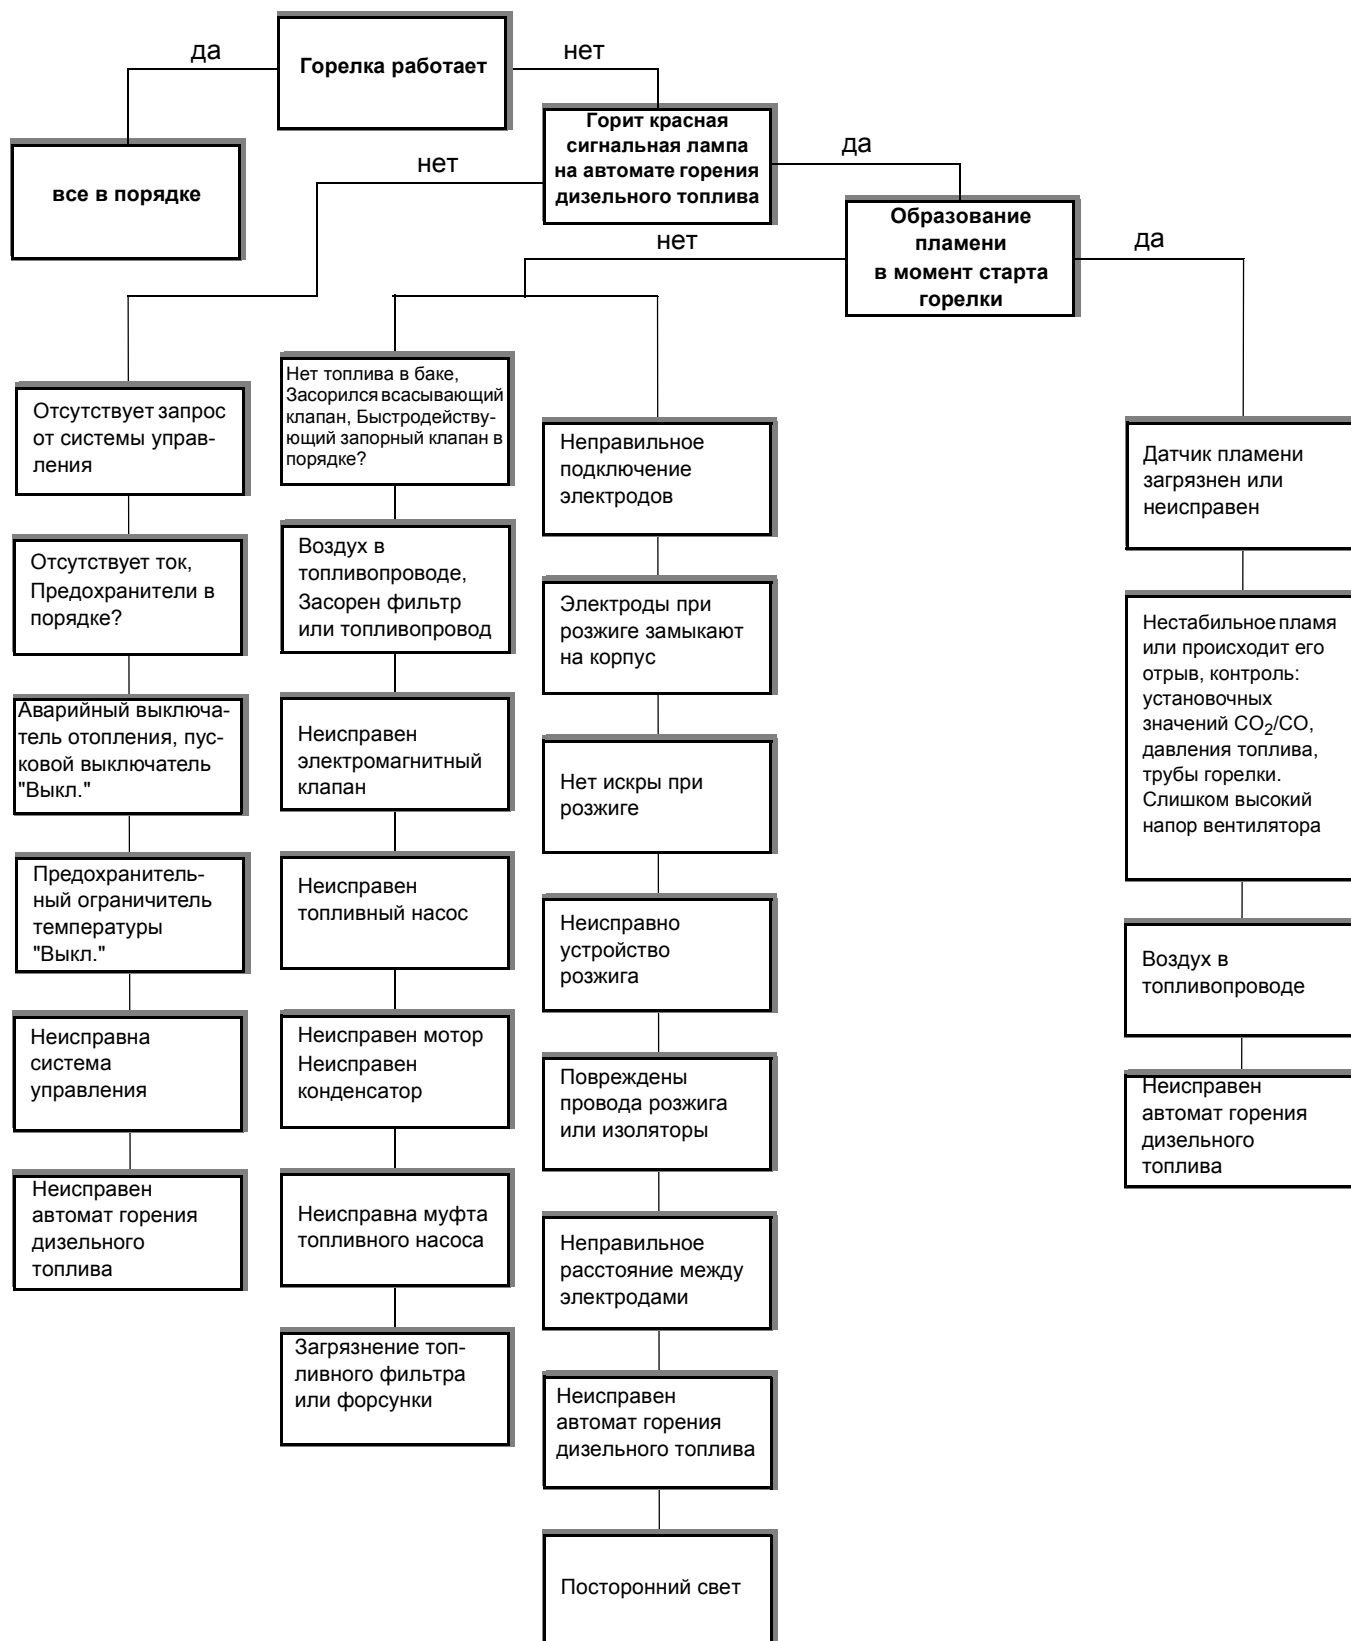 да
Горелка работает
нет
все в порядке
Горит красная
сигнальная лампа
на автомате горения
дизельного топлива
нет
да
Образование
пламени
в момент старта
горелки
нет
да
Отсутствует запрос
от системы управ-
ления
Отсутствует ток,
Предохранители в
порядке?
Аварийный выключа-
тель отопления, пус-
ковой выключатель
"Выкл."
Предохранитель-
ный ограничитель
температуры
"Выкл."
Неисправна
система
управления
Неисправен
автомат горения
дизельного
топлива
Нет топлива в баке,
Засорился всасывающий
клапан, Быстродейству-
ющий запорный клапан в
порядке?
Воздух в
топливопроводе,
Засорен фильтр
или топливопровод
Неисправен
электромагнитный
клапан
Неисправен
топливный насос
Неисправен мотор
Неисправен
конденсатор
Неисправна муфта
топливного насоса
Загрязнение топ-
ливного фильтра
или форсунки
Неправильное
подключение
электродов
Электроды при
розжиге замыкают
на корпус
Нет искры при
розжиге
Неисправно
устройство
розжига
Повреждены
провода розжига
или изоляторы
Неправильное
расстояние между
электродами
Неисправен
автомат горения
дизельного топлива
Посторонний свет
Датчик пламени
загрязнен или
неисправен
Нестабильное пламя
или происходит его
отрыв, контроль:
установочных
значений CO₂/CO,
давления топлива,
трубы горелки.
Слишком высокий
напор вентилятора
Воздух в
топливопроводе
Неисправен
автомат горения
дизельного
топлива